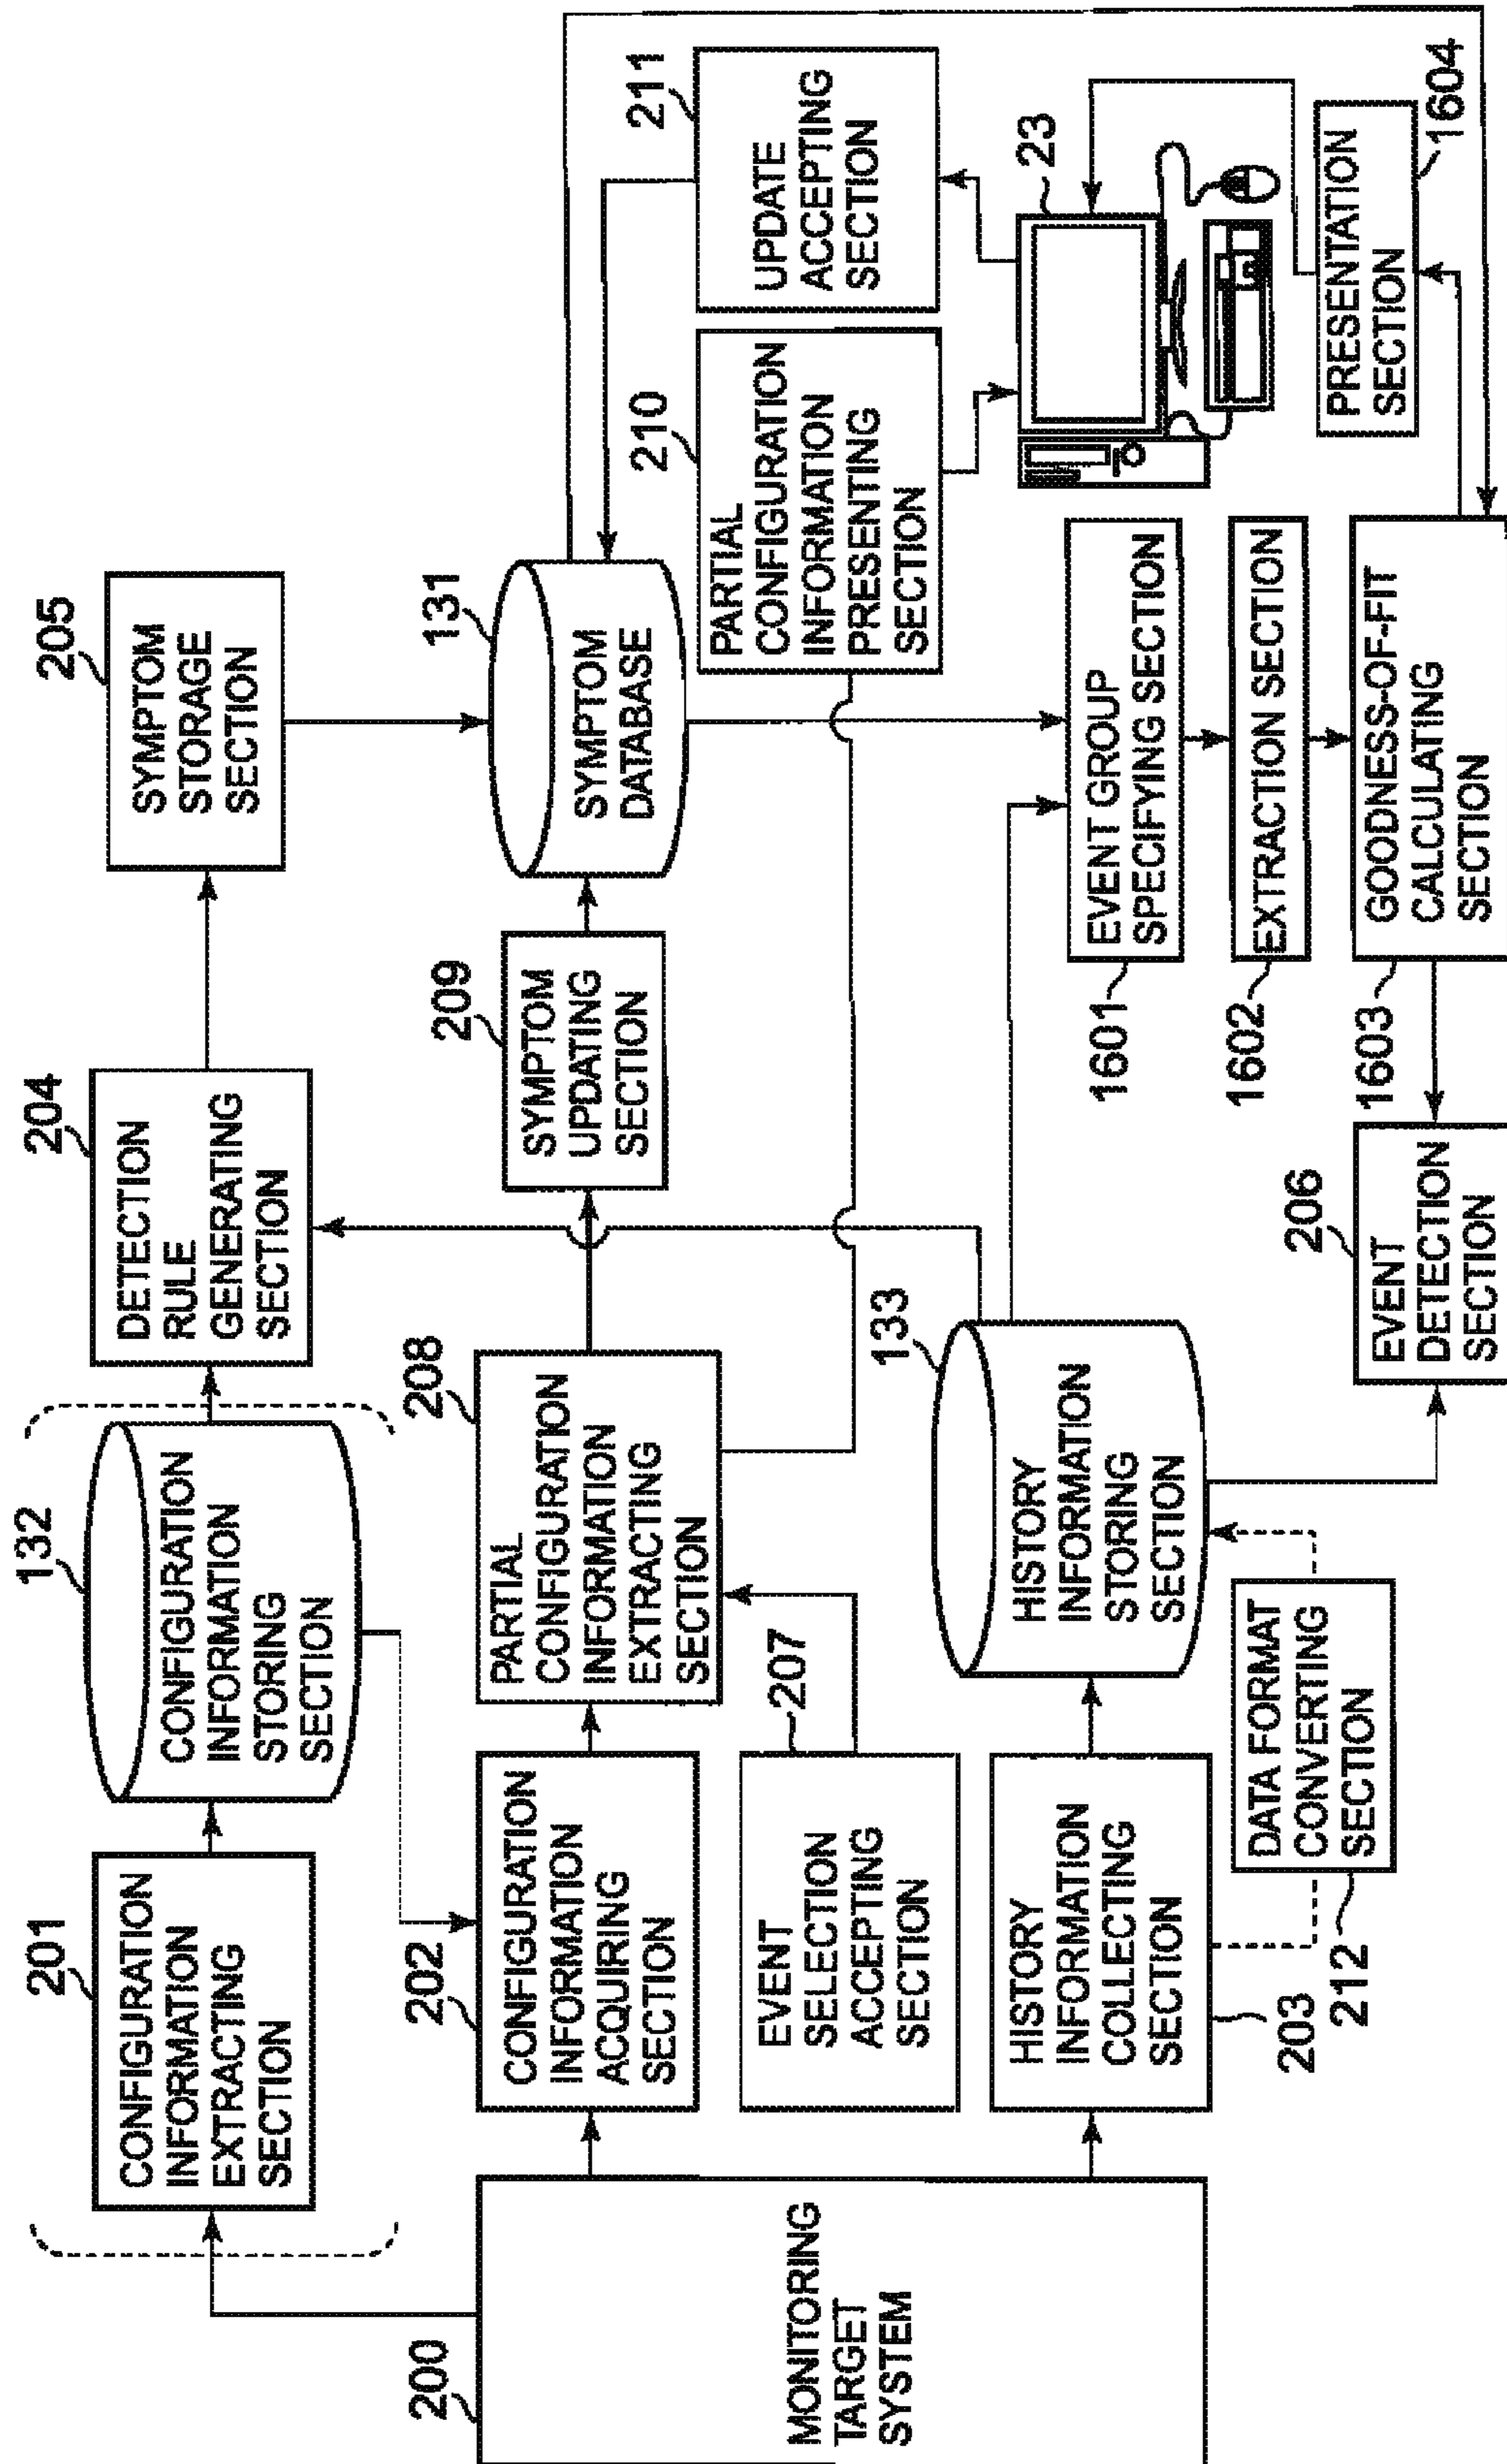 200
MONITORING
TARGET
SYSTEM
201
CONFIGURATION
INFORMATION
EXTRACTING
SECTION
132
CONFIGURATION
INFORMATION
STORING
SECTION
204
DETECTION
RULE
GENERATING
SECTION
205
SYMPTOM
STORAGE
SECTION
202
CONFIGURATION
INFORMATION
ACQUIRING
SECTION
208
PARTIAL
CONFIGURATION
INFORMATION
EXTRACTING
SECTION
209
SYMPTOM
UPDATING
SECTION
131
SYMPTOM
DATABASE
211
UPDATE
ACCEPTING
SECTION
210
PARTIAL
CONFIGURATION
INFORMATION
PRESENTING
SECTION
207
EVENT
SELECTION
ACCEPTING
SECTION
203
HISTORY
INFORMATION
COLLECTING
SECTION
133
HISTORY
INFORMATION
STORING
SECTION
212
DATA FORMAT
CONVERTING
SECTION
206
EVENT
DETECTION
SECTION
1601
EVENT GROUP
SPECIFYING SECTION
1602
EXTRACTION SECTION
1603
GOODNESS-OF-FIT
CALCULATING
SECTION
23
PRESENTATION
SECTION
1604